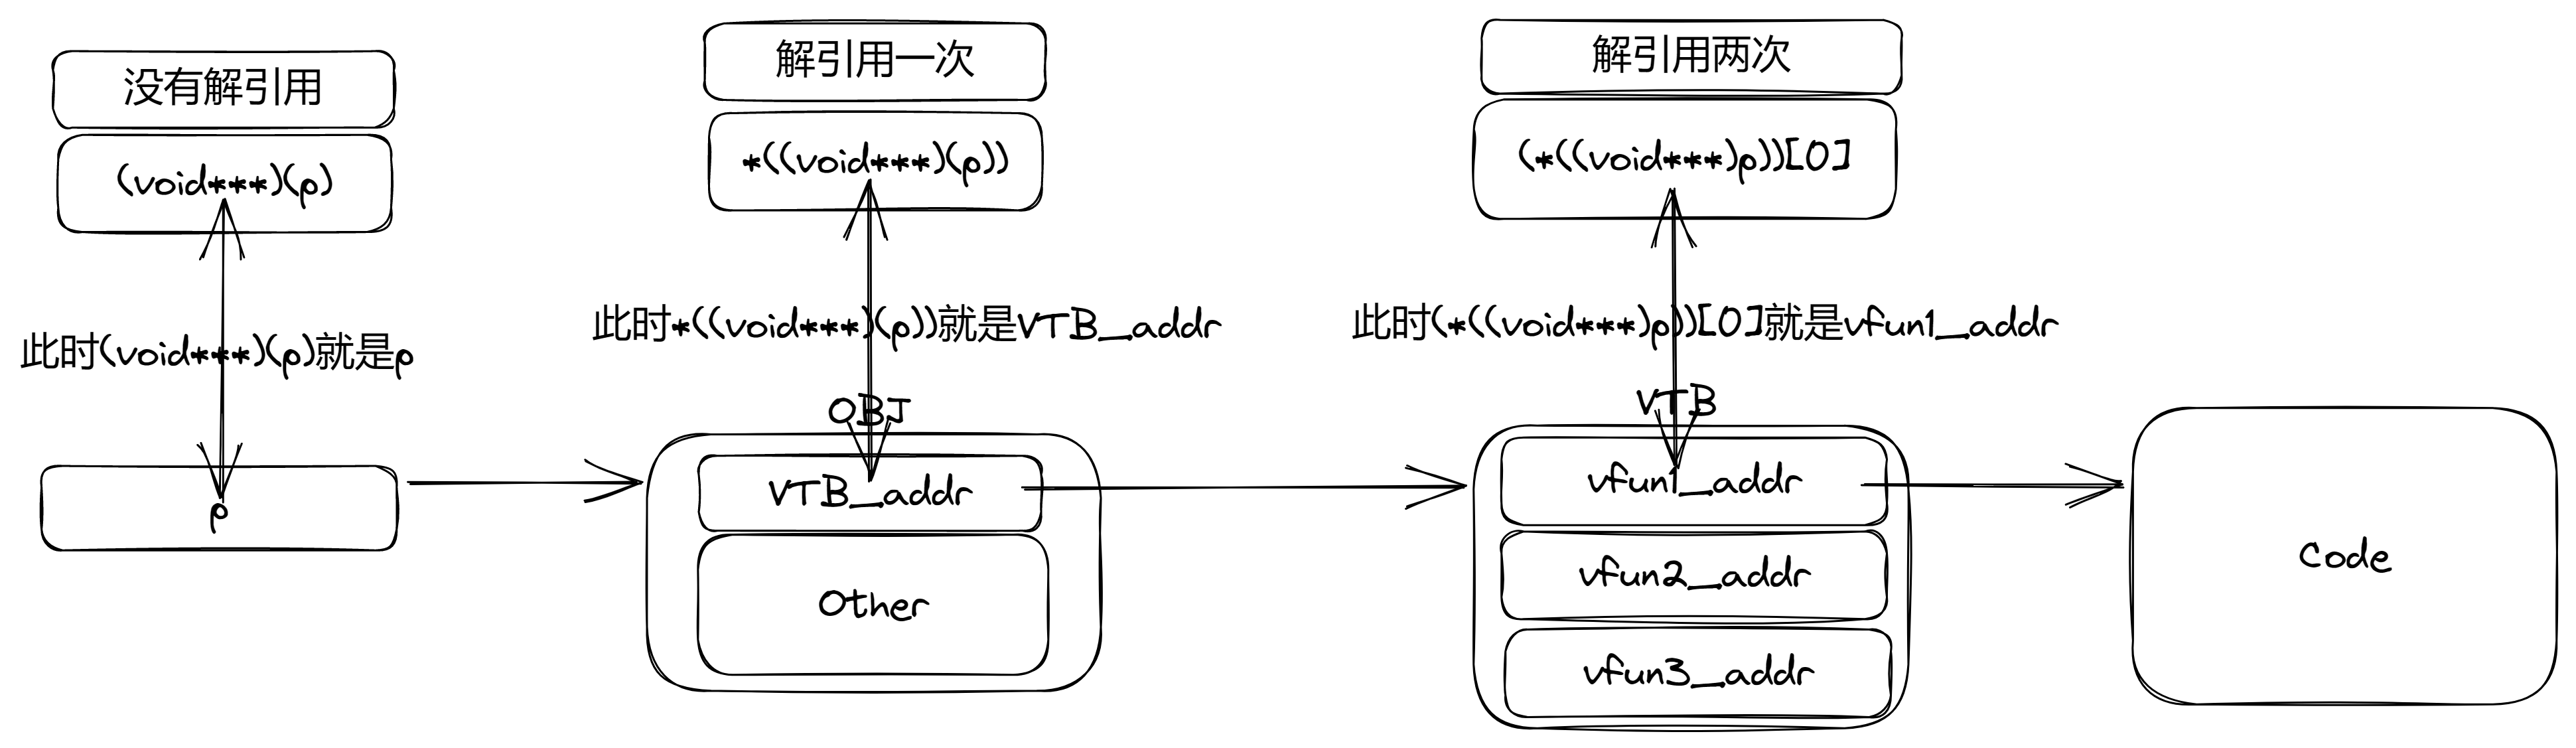 没有解引用
(void***)(p)
此时(void***)(p)就是p
p
解引用一次
*((void***)(p))
此时*((void***)(p))就是VTB_addr
OBJ
VTB_addr
Other
解引用两次
(*((void***)p))[0]
此时(*((void***)p))[0]就是vfun1_addr
VTB
vfun1_addr
vfun2_addr
vfun3_addr
Code